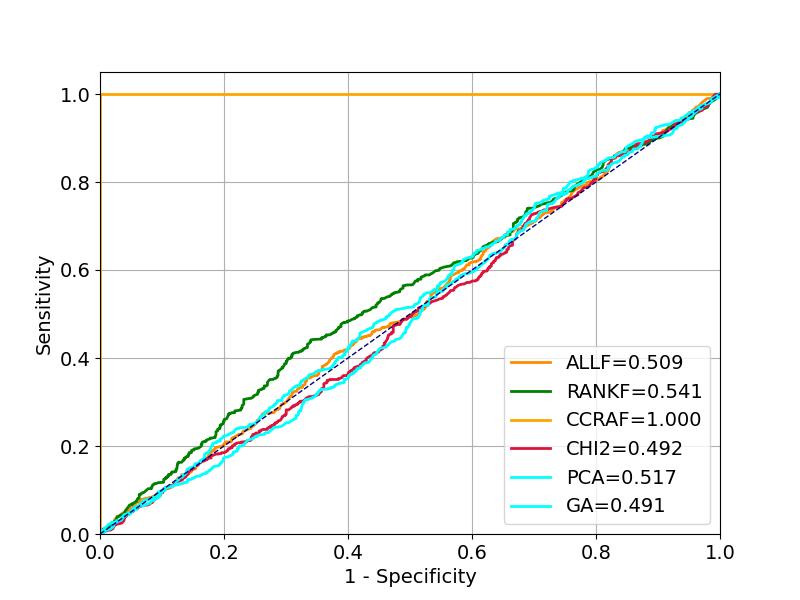 1.0
0.8
0.6
0.4
0.2
0.0
Sensitivity
ALLF=0.509
RANKF=0.541
CCRAF=1.000
CHI2=0.492
PCA=0.517
GA=0.491
0.0 0.2 0.4 0.6 0.8 1.0
1 - Specificity